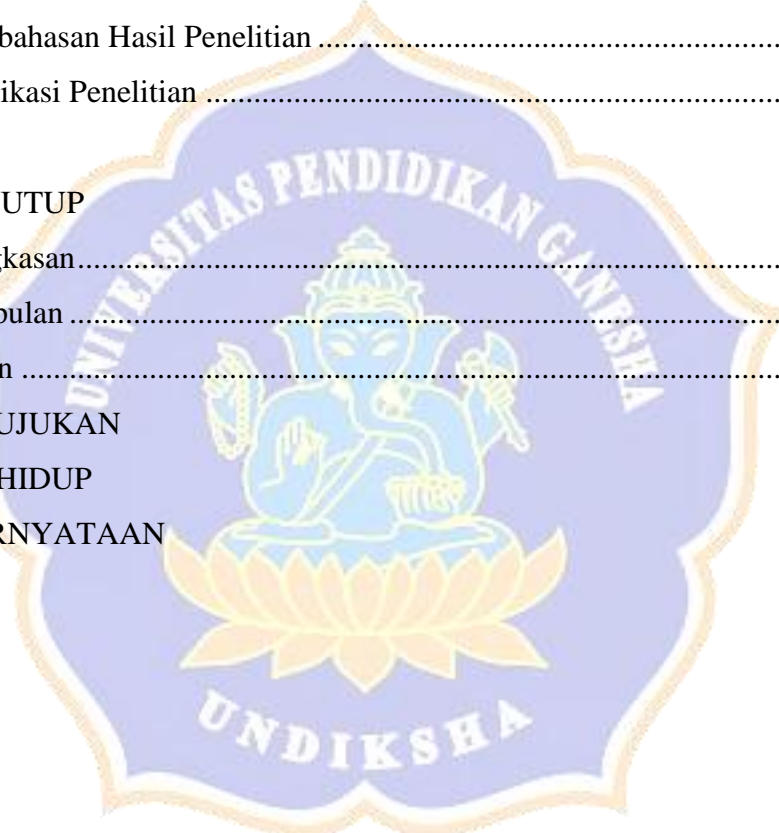 bahasan Hasil Penelitian ........................................................................
ikasi Penelitian ........................................................................................
UTUP
gkasan..........................................................................................................
pulan ...........................................................................................................
n ..................................................................................................................
UJUKAN
HIDUP
RNYATAAN
UNIVERSITAS PENDIDIKAN GANESHA
UNDIKSHA